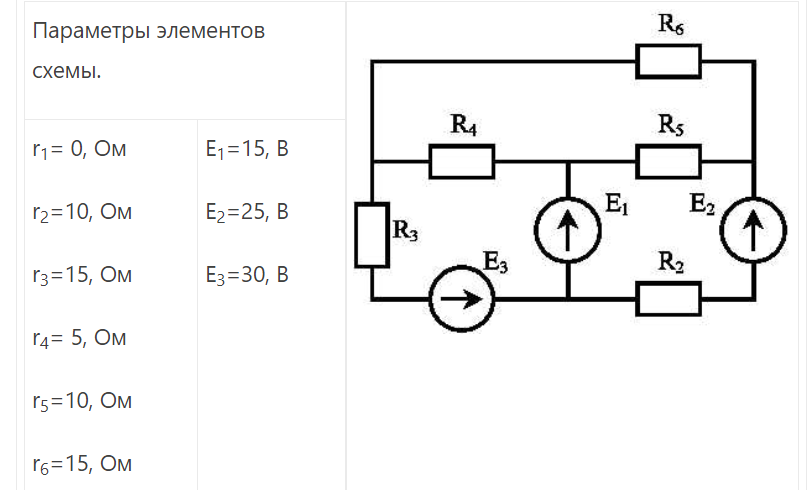 Параметры элементов
схемы.
r₁= 0, Ом
E₁=15, В
r₂=10, Ом
E₂=25, В
r₃=15, Ом
E₃=30, В
r₄= 5, Ом
r₅=10, Ом
r₆=15, Ом
R₆
R₄
R₅
E₁
E₂
R₃
E₃
R₂